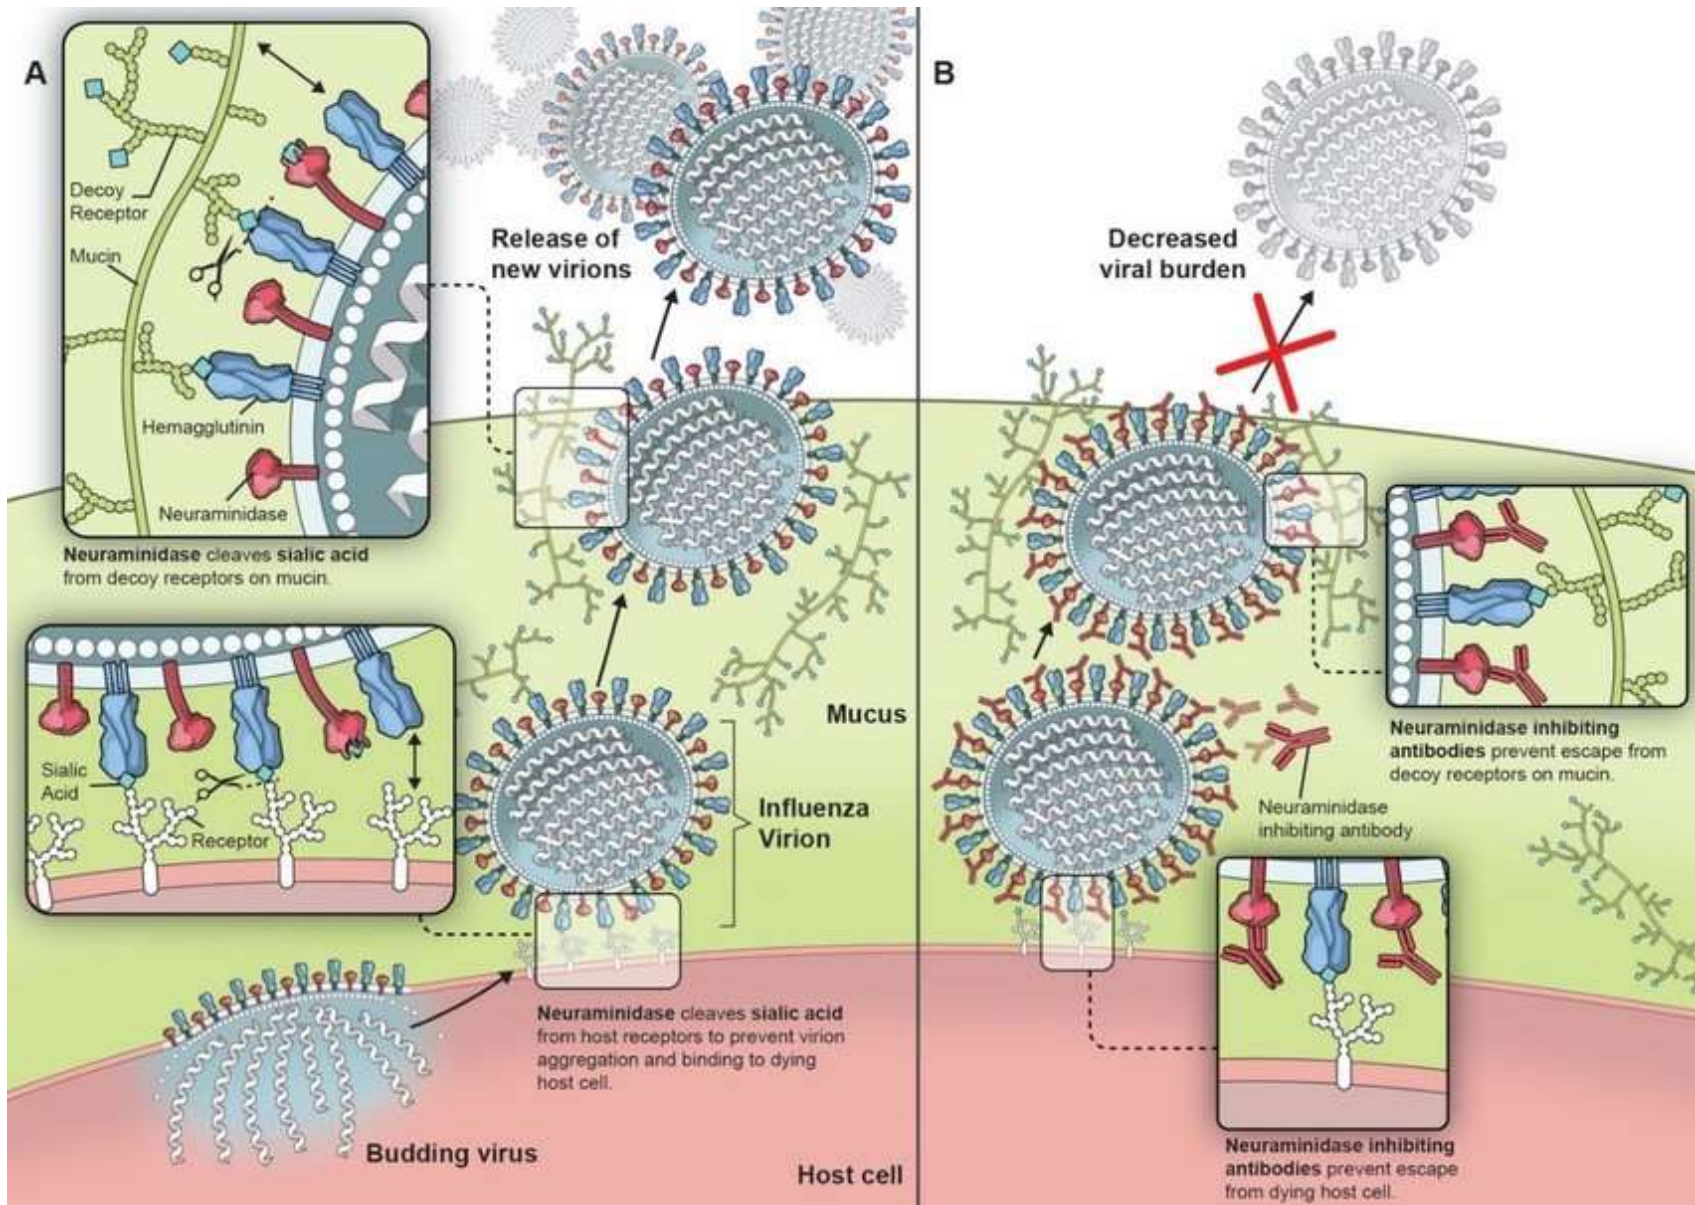 A
Decoy
Receptor
Mucin
Hemagglutinin
Neuraminidase
Neuraminidase cleaves sialic acid
from decoy receptors on mucin.
Release of
new virions
Sialic
Acid
Receptor
Mucus
Influenza
Virion
Neuraminidase cleaves sialic acid
from host receptors to prevent virion
aggregation and binding to dying
host cell.
Budding virus
Host cell
B
Decreased
viral burden
Neuraminidase inhibiting
antibodies prevent escape from
decoy receptors on mucin.
Neuraminidase
inhibiting antibody
Neuraminidase inhibiting
antibodies prevent escape
from dying host cell.